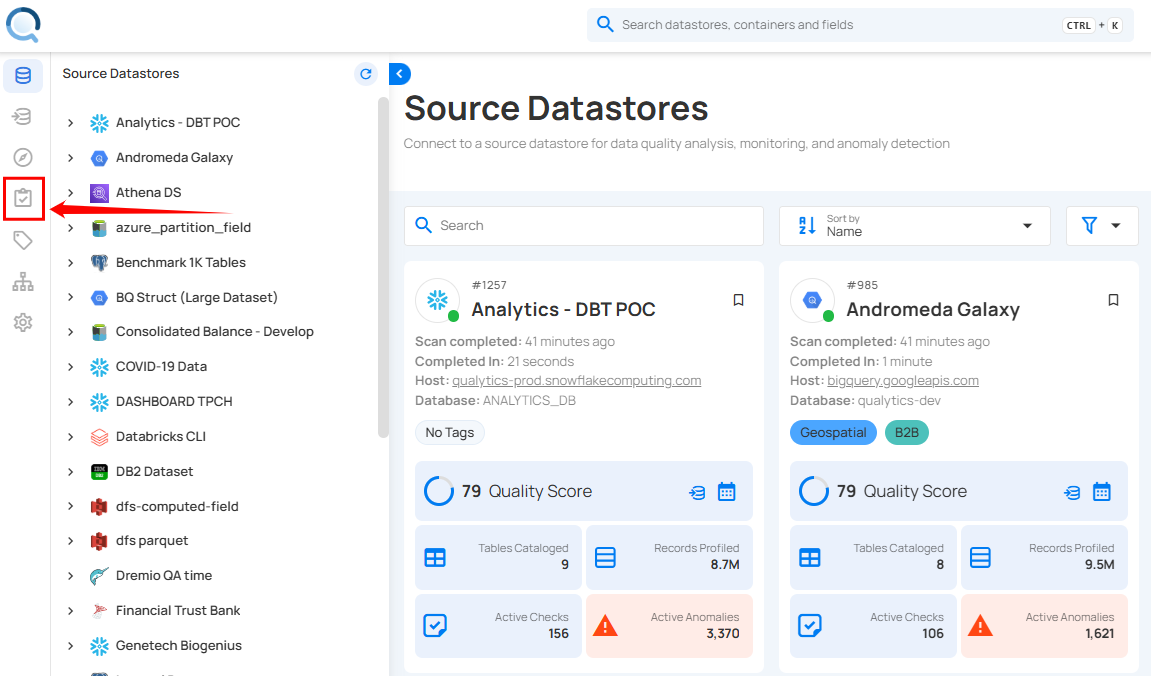 Search datastores, containers and fields
CTRL + K
Source Datastores
Analytics - DBT POC
Andromeda Galaxy
Athena DS
azure_partition_field
Benchmark 1K Tables
BQ Struct (Large Dataset)
Consolidated Balance - Develop
COVID-19 Data
DASHBOARD TPCH
Databricks CLI
DB2 Dataset
dfs-computed-field
dfs parquet
Dremio QA time
Financial Trust Bank
Genetech Biogenius
Source Datastores
Connect to a source datastore for data quality analysis, monitoring, and anomaly detection
Search
Sort by
Name
#1257
Analytics - DBT POC
Scan completed: 41 minutes ago
Completed In: 21 seconds
Host: qualytics-prod.snowflakecomputing.com
Database: ANALYTICS_DB
No Tags
79 Quality Score
Tables Cataloged
9
Records Profiled
8.7M
Active Checks
156
Active Anomalies
3,370
#985
Andromeda Galaxy
Scan completed: 41 minutes ago
Completed In: 1 minute
Host: bigquery.googleapis.com
Database: qualytics-dev
Geospatial B2B
79 Quality Score
Tables Cataloged
8
Records Profiled
9.5M
Active Checks
106
Active Anomalies
1,621